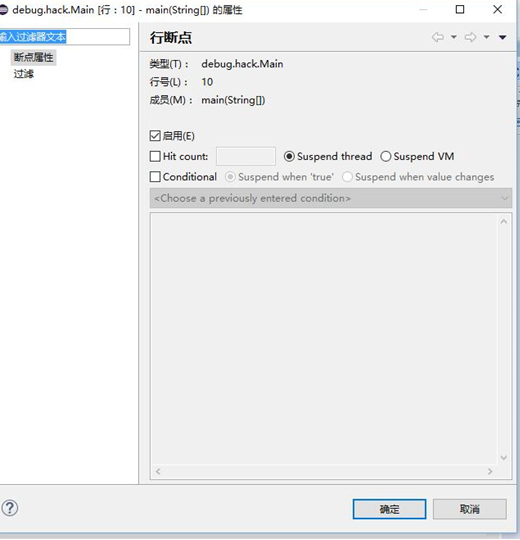 debug.hack.Main [行：10] - main(String[]) 的属性
输入过滤器文本
断点属性
过滤
行断点
类型(T)： debug.hack.Main
行号(L)： 10
成员(M)： main(String[])
启用(E)
Hit count: Suspend thread Suspend VM
Conditional Suspend when 'true' Suspend when value changes
<Choose a previously entered condition>
?
确定 取消